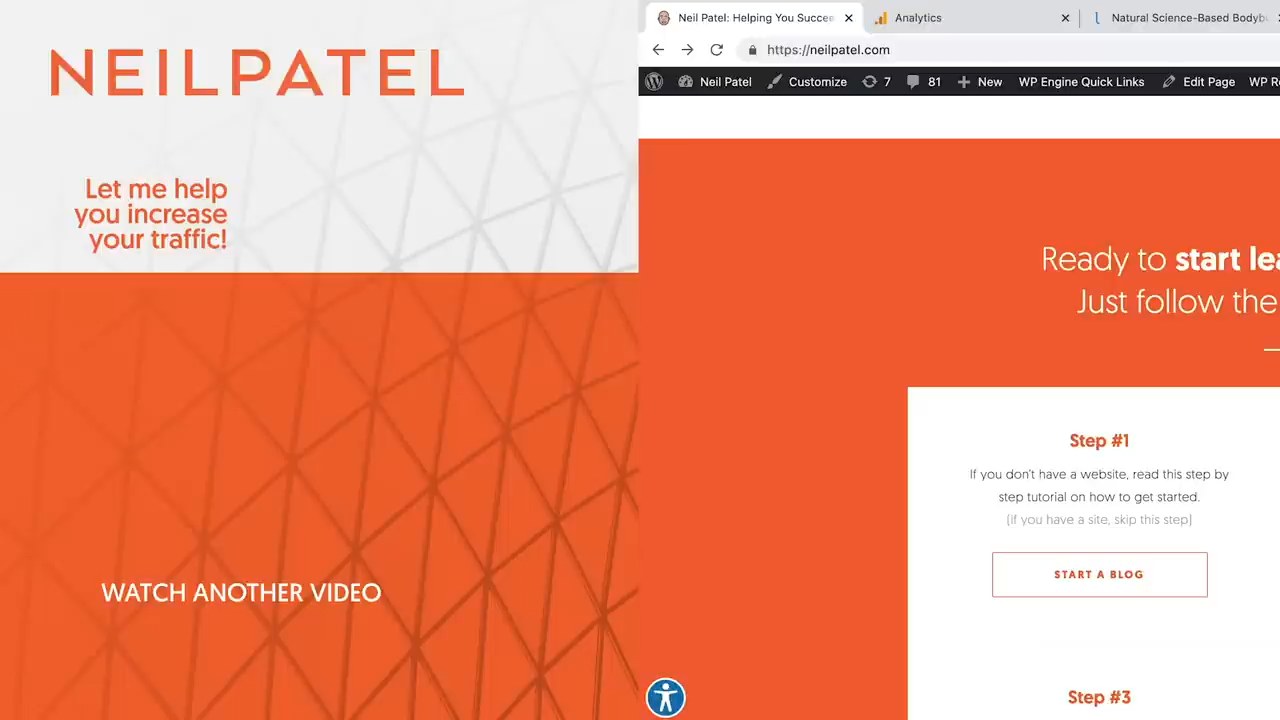 NEILPATEL
Let me help
you increase
your traffic!
WATCH ANOTHER VIDEO
Neil Patel: Helping You Succee
Analytics
Natural Science-Based Bodyb
https://neilpatel.com
Neil Patel Customize 7 81 New WP Engine Quick Links Edit Page WP R
Ready to start lea
Just follow the
Step #1
If you don't have a website, read this step by
step tutorial on how to get started.
(If you have a site, skip this step)
START A BLOG
Step #3